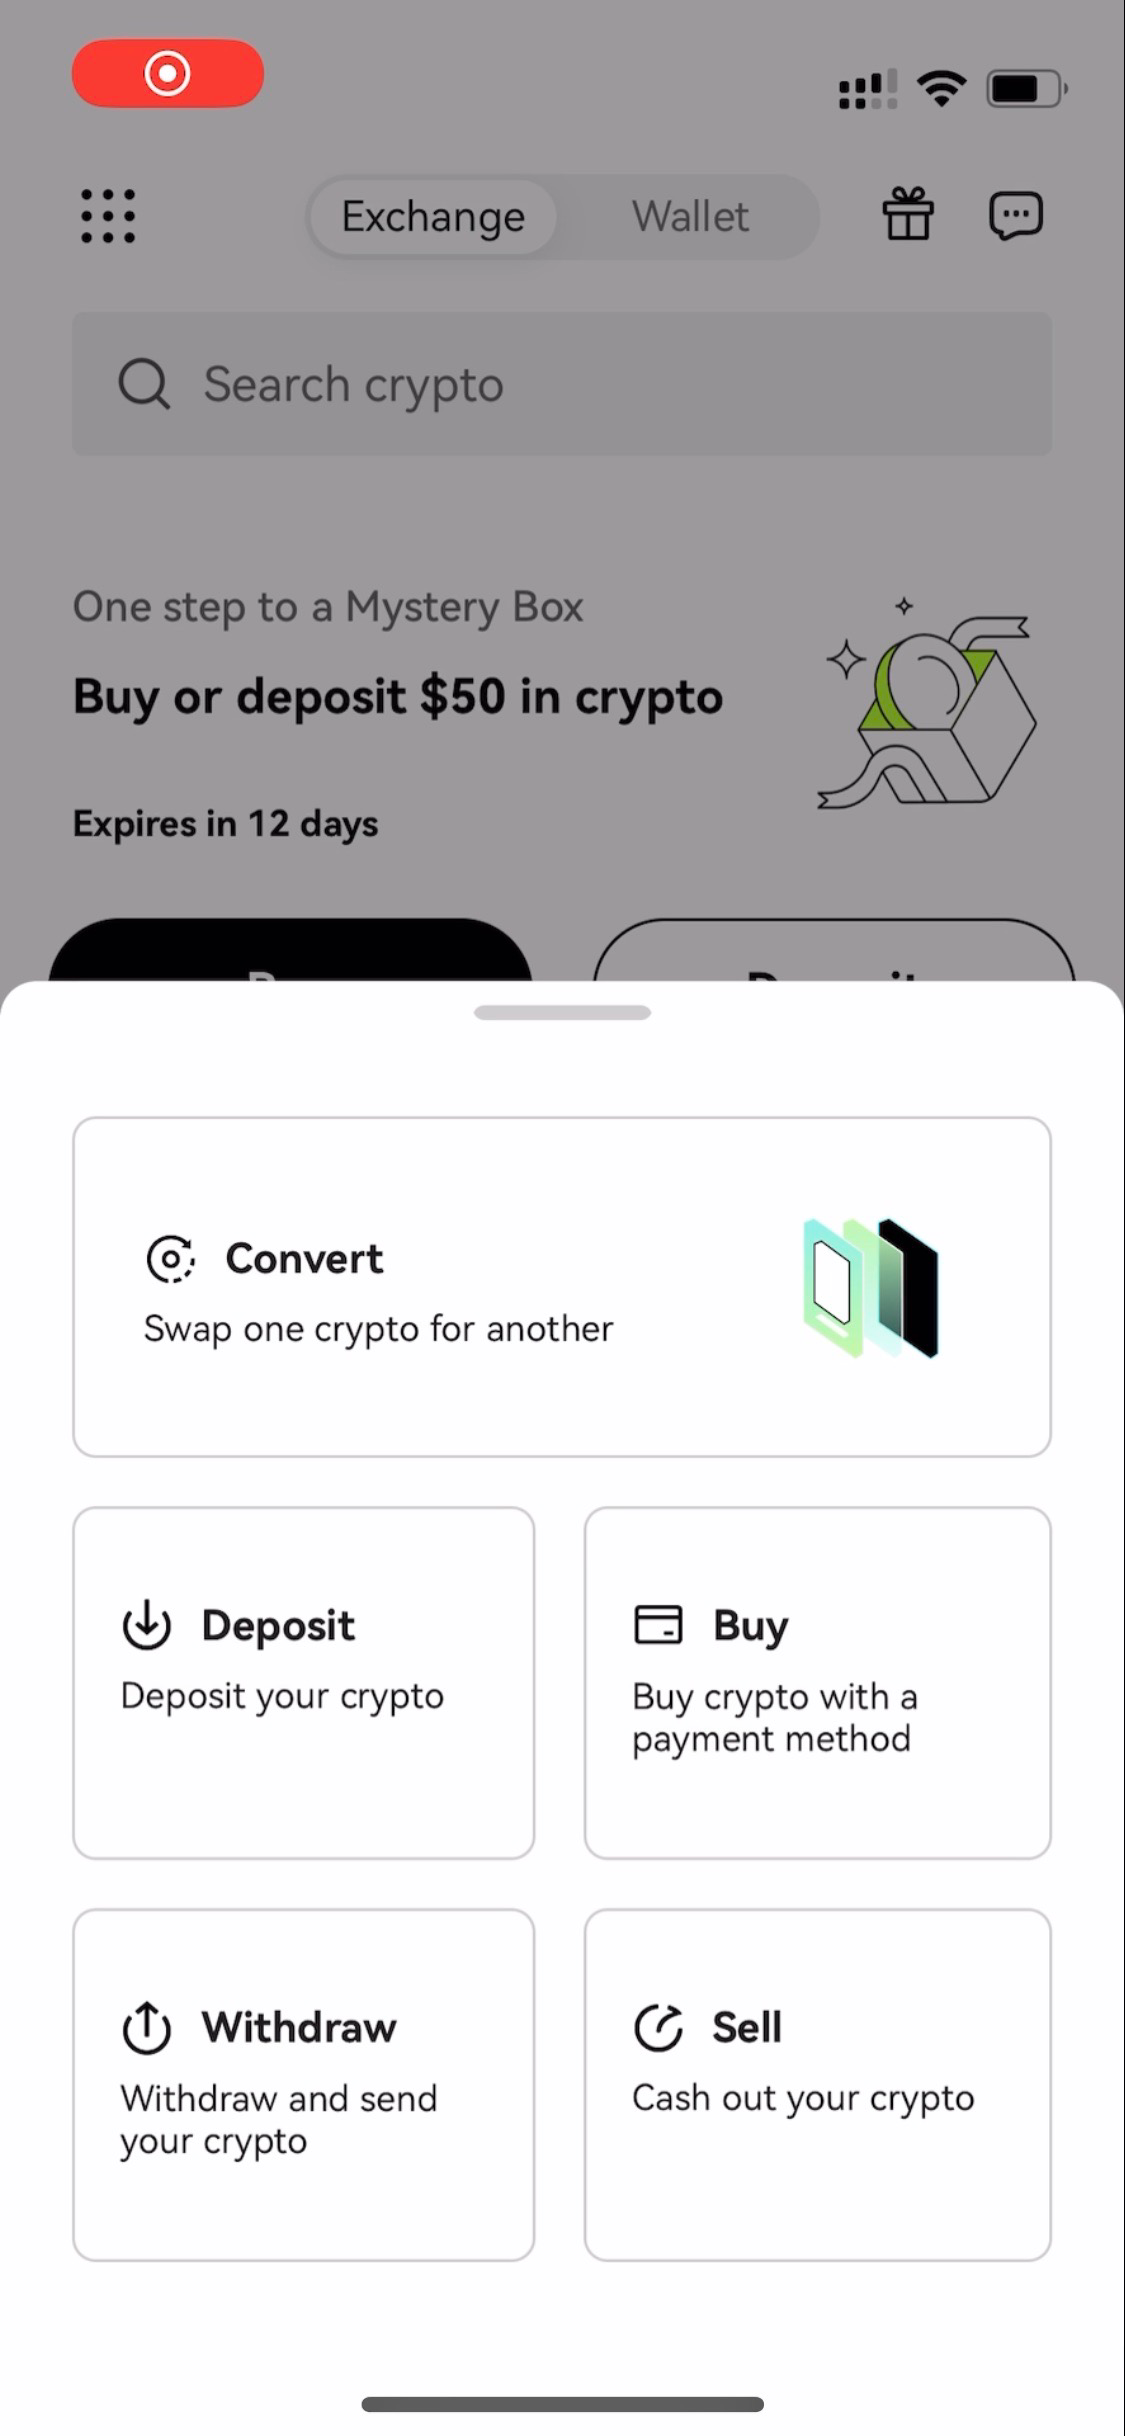 Exchange
Wallet
Search crypto
One step to a Mystery Box
Buy or deposit $50 in crypto
Expires in 12 days
Convert
Swap one crypto for another
Deposit
Deposit your crypto
Buy
Buy crypto with a
payment method
Withdraw
Withdraw and send
your crypto
Sell
Cash out your crypto